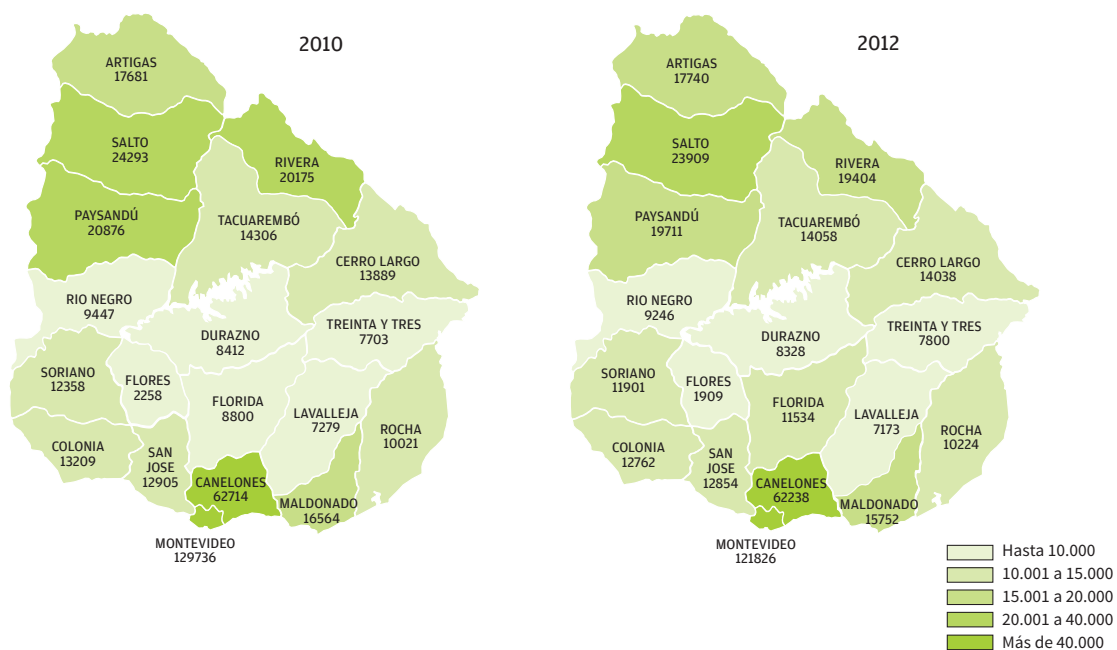 2010
ARTIGAS
17681
SALTO
24293
RIVERA
20175
PAYSANDÚ
20876
TACUAREMBÓ
14306
CERRO LARGO
13889
RIO NEGRO
9447
DURAZNO
8412
TREINTA Y TRES
7703
SORIANO
12358
FLORES
2258
FLORIDA
8800
LAVALLEJA
7279
ROCHA
10021
COLONIA
13209
SAN
JOSE
12905
CANELONES
62714
MALDONADO
16564
MONTEVIDEO
129736
2012
ARTIGAS
17740
SALTO
23909
RIVERA
19404
PAYSANDÚ
19711
TACUAREMBÓ
14058
CERRO LARGO
14038
RIO NEGRO
9246
DURAZNO
8328
TREINTA Y TRES
7800
SORIANO
11901
FLORES
1909
FLORIDA
11534
LAVALLEJA
7173
ROCHA
10224
COLONIA
12762
SAN
JOSE
12854
CANELONES
62238
MALDONADO
15752
MONTEVIDEO
121826
Hasta 10.000
10.001 a 15.000
15.001 a 20.000
20.001 a 40.000
Más de 40.000